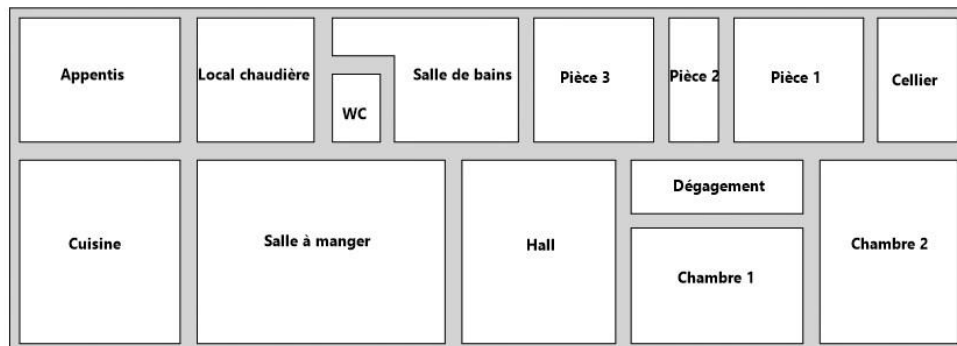 Appentis
Local chaudière
WC
Salle de bains
Pièce 3
Pièce 2
Pièce 1
Cellier
Cuisine
Salle à manger
Hall
Dégagement
Chambre 1
Chambre 2